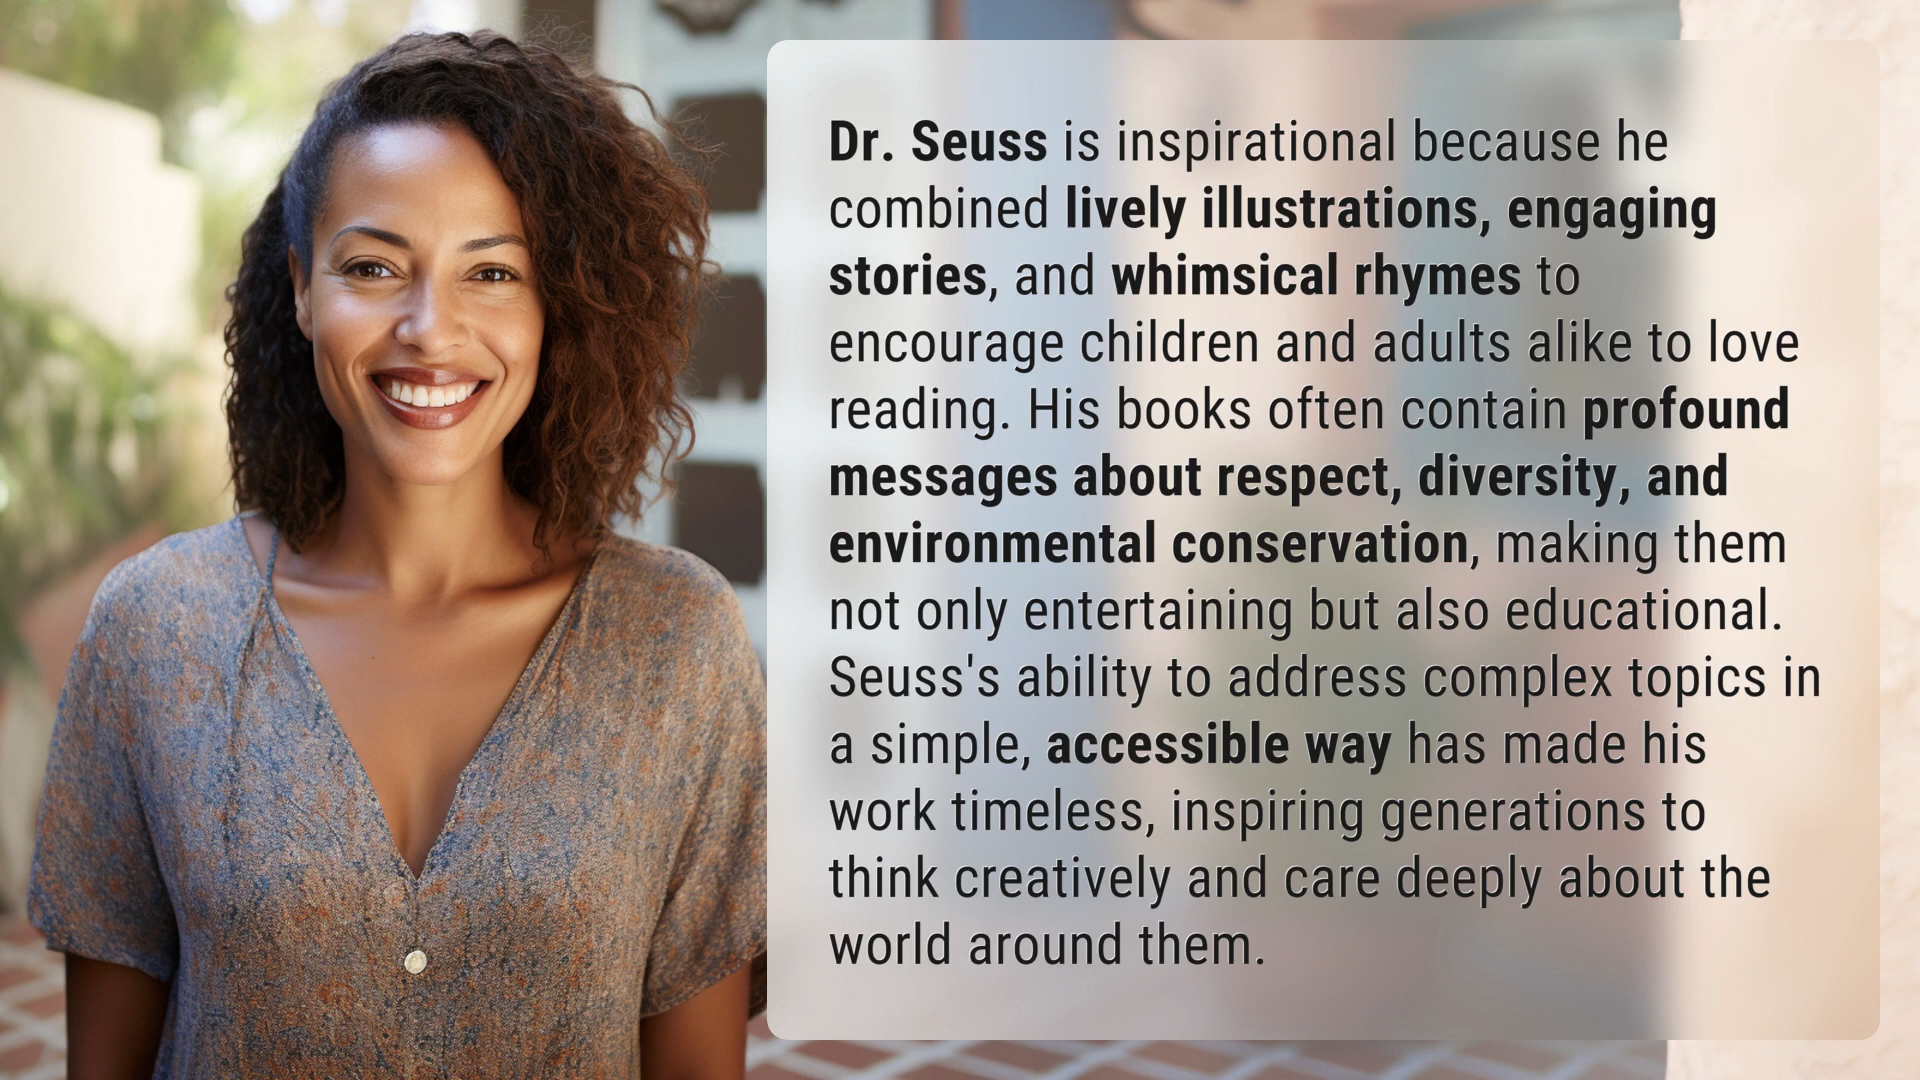 Dr. Seuss is inspirational because he
combined lively illustrations, engaging
stories, and whimsical rhymes to
encourage children and adults alike to love
reading. His books often contain profound
messages about respect, diversity, and
environmental conservation, making them
not only entertaining but also educational.
Seuss's ability to address complex topics in
a simple, accessible way has made his
work timeless, inspiring generations to
think creatively and care deeply about the
world around them.